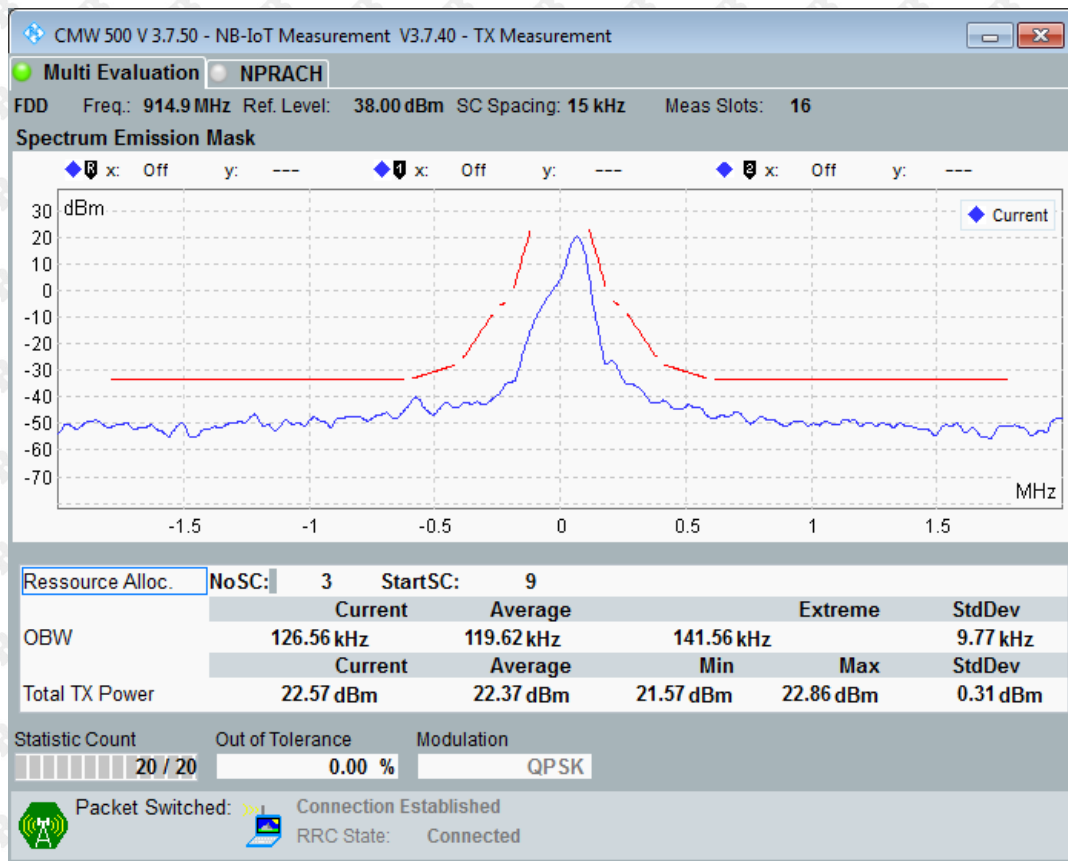 CMW 500 V 3.7.50 - NB-IoT Measurement V3.7.40 - TX Measurement
Multi Evaluation NPRACH
FDD Freq.: 914.9 MHz Ref. Level: 38.00 dBm SC Spacing: 15 kHz Meas Slots: 16
Spectrum Emission Mask
R x: Off y: --- 1 x: Off y: --- 2 x: Off y: ---
dBm
Current
30
20
10
0
-10
-20
-30
-40
-50
-60
-70
MHz
-1.5 -1 -0.5 0 0.5 1 1.5
Ressource Alloc. NoSC: 3 StartSC: 9
Current Average Extreme StdDev
OBW 126.56 kHz 119.62 kHz 141.56 kHz 9.77 kHz
Current Average Min Max StdDev
Total TX Power 22.57 dBm 22.37 dBm 21.57 dBm 22.86 dBm 0.31 dBm
Statistic Count Out of Tolerance Modulation
20 / 20 0.00 % QPSK
Packet Switched: Connection Established
RRC State: Connected